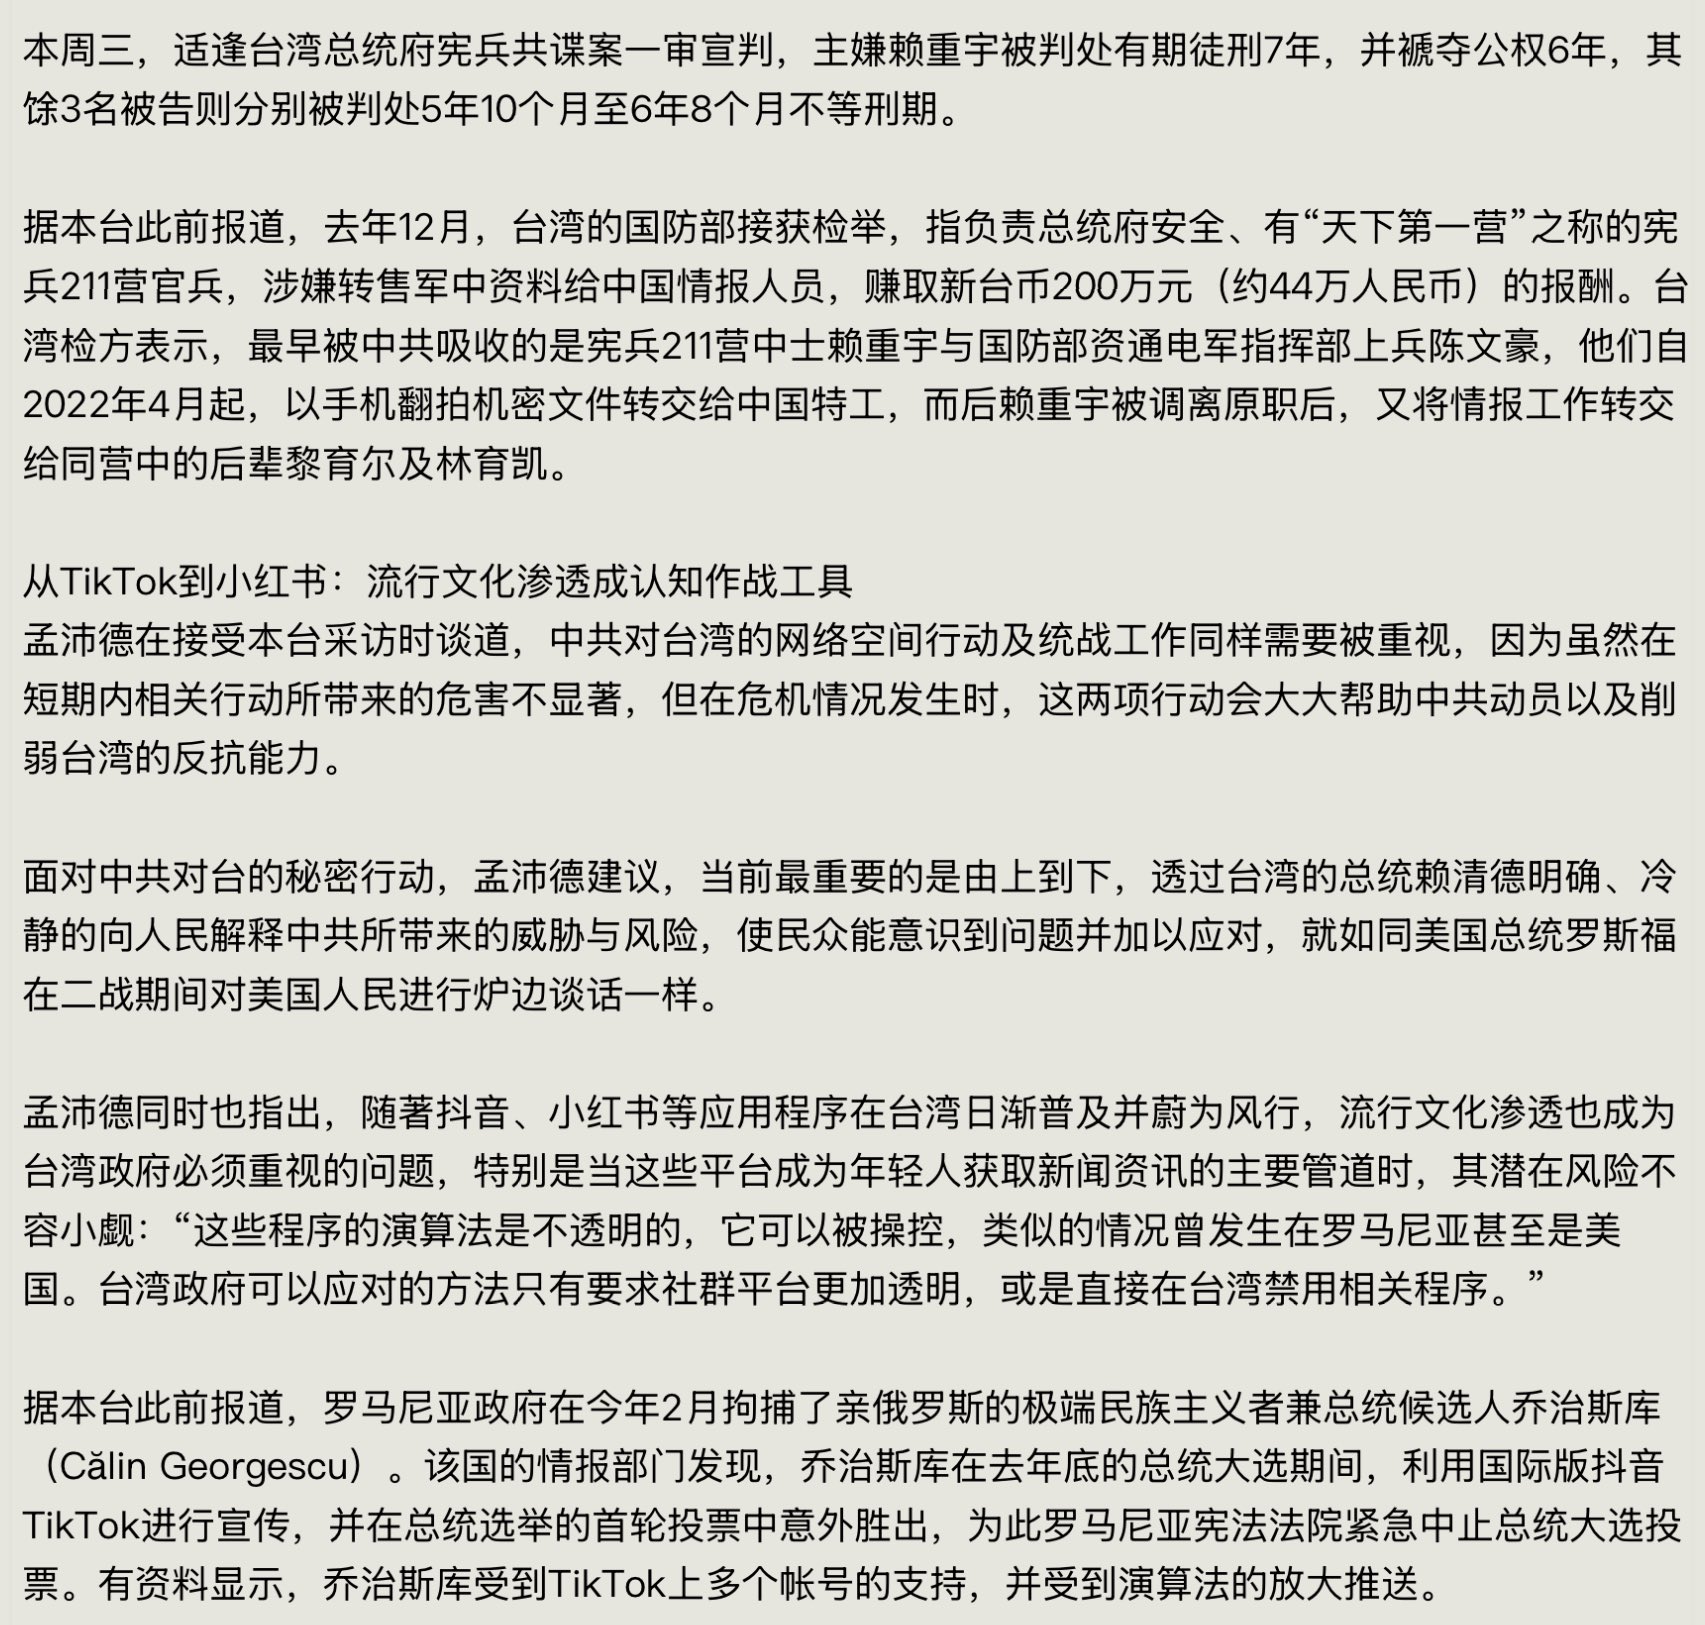 本周三，适逢台湾总统府宪兵共谍案一审宣判，主嫌赖重宇被判处有期徒刑7年，并褫夺公权6年，其
馀3名被告则分别被判处5年10个月至6年8个月不等刑期。
据本台此前报道，去年12月，台湾的国防部接获检举，指负责总统府安全、有“天下第一营”之称的宪
兵211营官兵，涉嫌转售军中资料给中国情报人员，赚取新台币200万元（约44万人民币）的报酬。台
湾检方表示，最早被中共吸收的是宪兵211营中士赖重宇与国防部资通电军指挥部上兵陈文豪，他们自
2022年4月起，以手机翻拍机密文件转交给中国特工，而后赖重宇被调离原职后，又将情报工作转交
给同营中的后辈黎育尔及林育凯。
从TikTok到小红书：流行文化渗透成认知作战工具
孟沛德在接受本台采访时谈道，中共对台湾的网络空间行动及统战工作同样需要被重视，因为虽然在
短期内相关行动所带来的危害不显著，但在危机情况发生时，这两项行动会大大帮助中共动员以及削
弱台湾的反抗能力。
面对中共对台的秘密行动，孟沛德建议，当前最重要的是由上到下，透过台湾的总统赖清德明确、冷
静的向人民解释中共所带来的威胁与风险，使民众能意识到问题并加以应对，就如同美国总统罗斯福
在二战期间对美国人民进行炉边谈话一样。
孟沛德同时也指出，随著抖音、小红书等应用程序在台湾日渐普及并蔚为风行，流行文化渗透也成为
台湾政府必须重视的问题，特别是当这些平台成为年轻人获取新闻资讯的主要管道时，其潜在风险不
容小觑：“这些程序的演算法是不透明的，它可以被操控，类似的情况曾发生在罗马尼亚甚至是美
国。台湾政府可以应对的方法只有要求社群平台更加透明，或是直接在台湾禁用相关程序。”
据本台此前报道，罗马尼亚政府在今年2月拘捕了亲俄罗斯的极端民族主义者兼总统候选人乔治斯库
（Călin Georgescu）。该国的情报部门发现，乔治斯库在去年底的总统大选期间，利用国际版抖音
TikTok进行宣传，并在总统选举的首轮投票中意外胜出，为此罗马尼亚宪法法院紧急中止总统大选投
票。有资料显示，乔治斯库受到TikTok上多个帐号的支持，并受到演算法的放大推送。